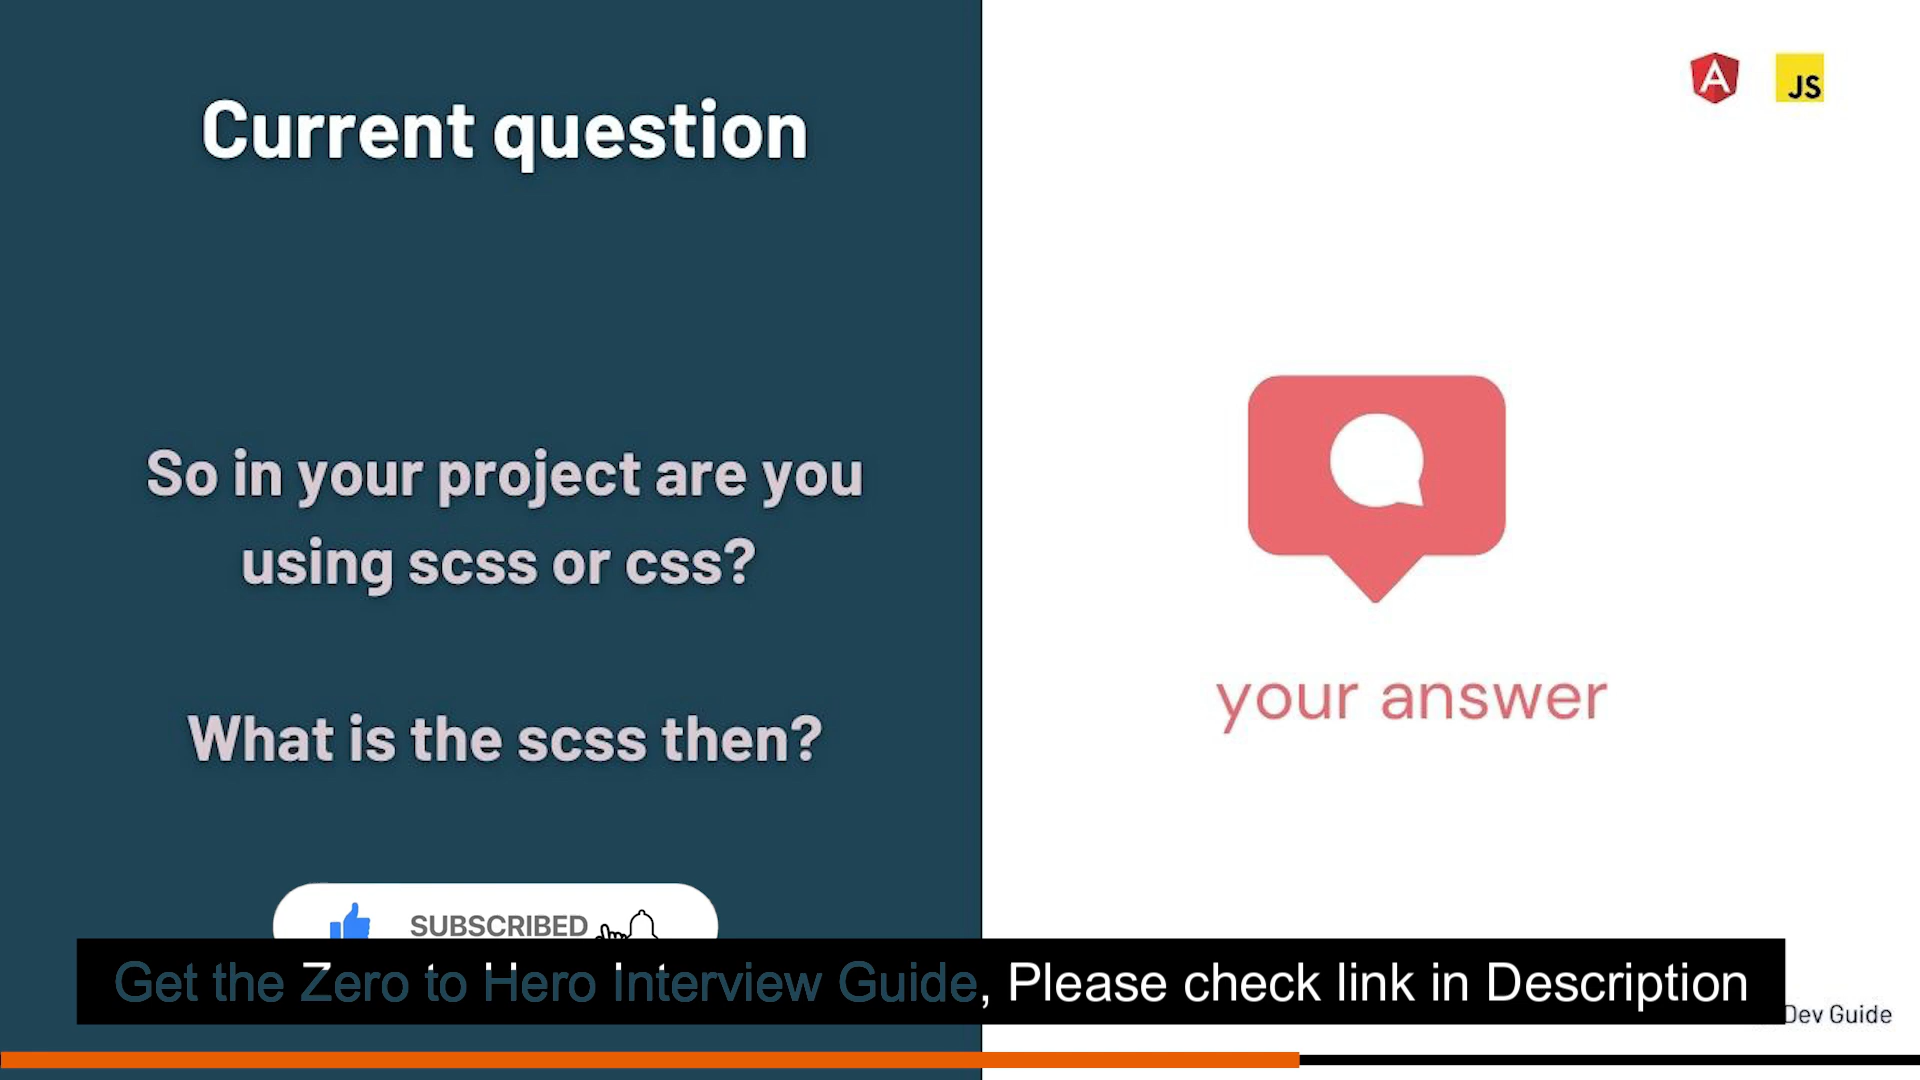 Current question
A
JS
So in your project are you
using scss or css?
What is the scss then?
your answer
SUBSCRIBED
Get the Zero to Hero Interview Guide, Please check link in Description
Dev Guide